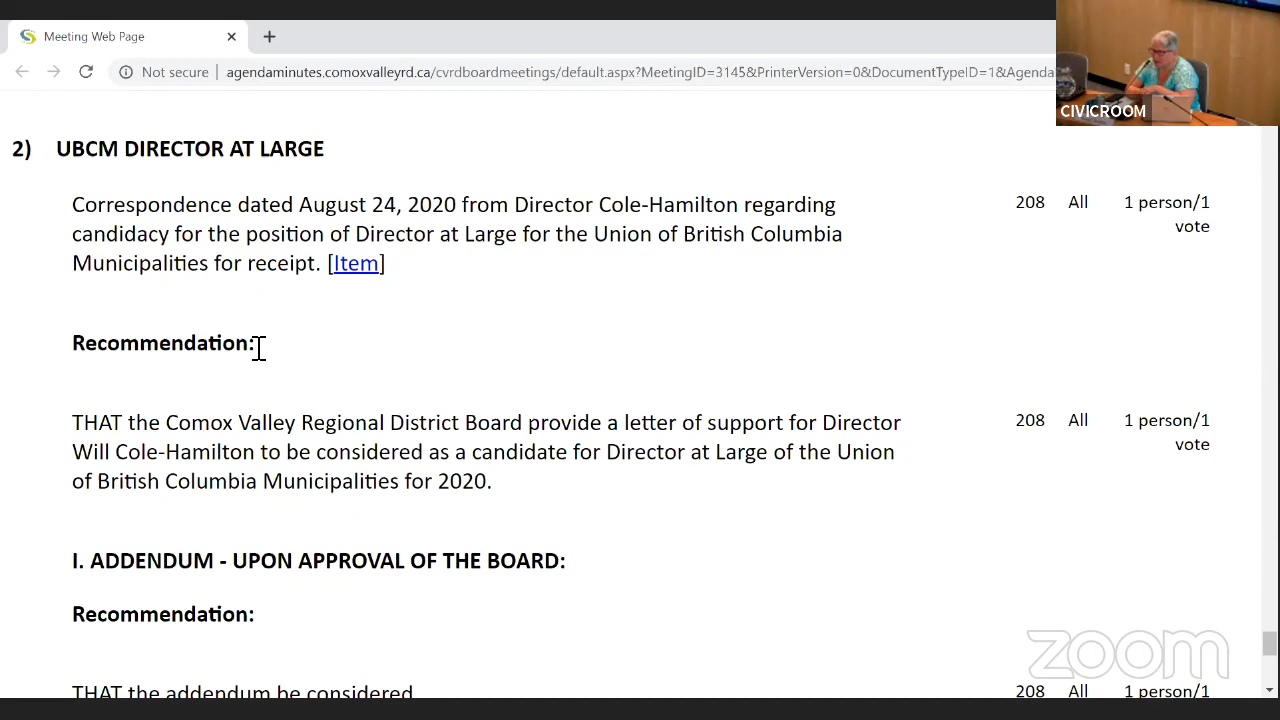 Meeting Web Page
Not secure | agendaminutes.comoxvalleyrd.ca/cvrdboardmeetings/default.aspx?MeetingID=3145&PrinterVersion=0&DocumentTypeID=1&Agenda
CIVICROOM
2) UBCM DIRECTOR AT LARGE
Correspondence dated August 24, 2020 from Director Cole-Hamilton regarding 208 All 1 person/1
candidacy for the position of Director at Large for the Union of British Columbia vote
Municipalities for receipt. [Item]
Recommendation:
THAT the Comox Valley Regional District Board provide a letter of support for Director 208 All 1 person/1
Will Cole-Hamilton to be considered as a candidate for Director at Large of the Union vote
of British Columbia Municipalities for 2020.
I. ADDENDUM - UPON APPROVAL OF THE BOARD:
Recommendation:
zoom
THAT the addendum be considered 208 All 1 person/1